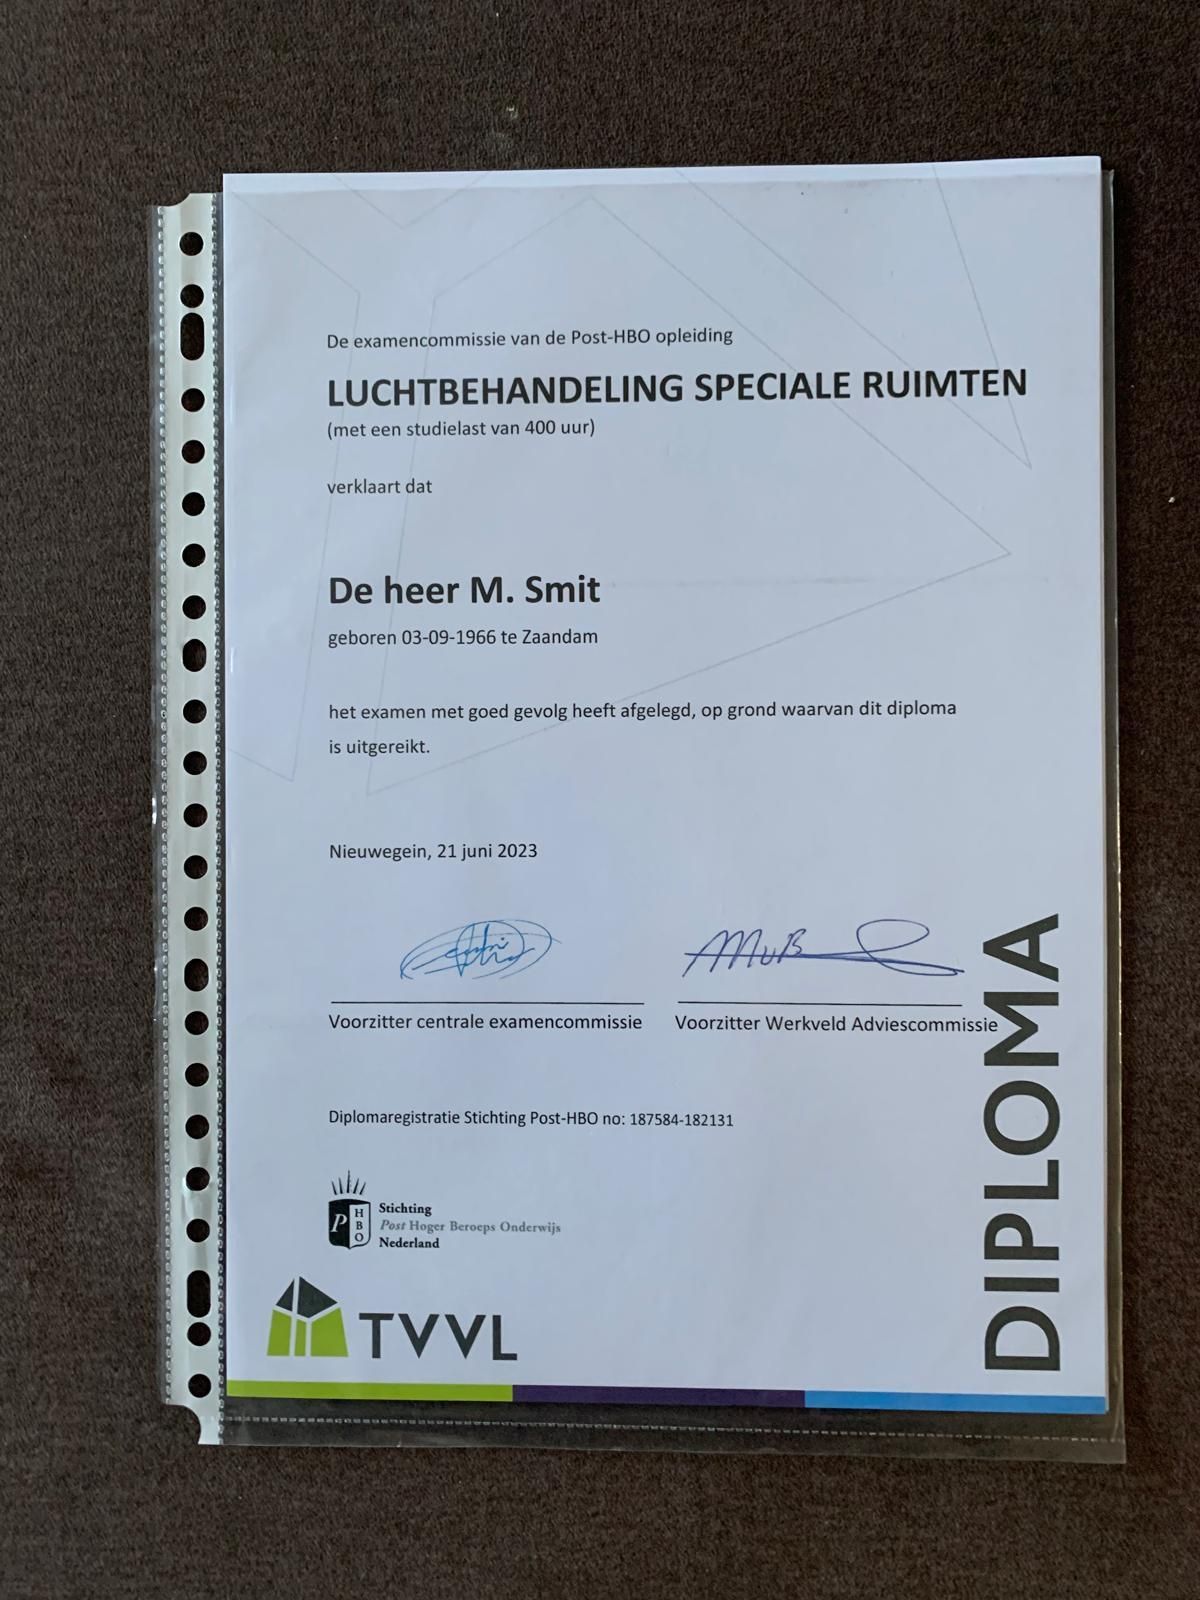 De examencommissie van de Post-HBO opleiding
LUCHTBEHANDELING SPECIALE RUIMTEN
(met een studielast van 400 uur)
verklaart dat
De heer M. Smit
geboren 03-09-1966 te Zaandam
het examen met goed gevolg heeft afgelegd, op grond waarvan dit diploma
is uitgereikt.
Nieuwegein, 21 juni 2023
Voorzitter centrale examencommissie
Voorzitter Werkveld Adviescommissie
Diplomaregistratie Stichting Post-HBO no: 187584-182131
P HBO
Stichting
Post Hoger Beroeps Onderwijs
Nederland
TVVL
DIPLOMA